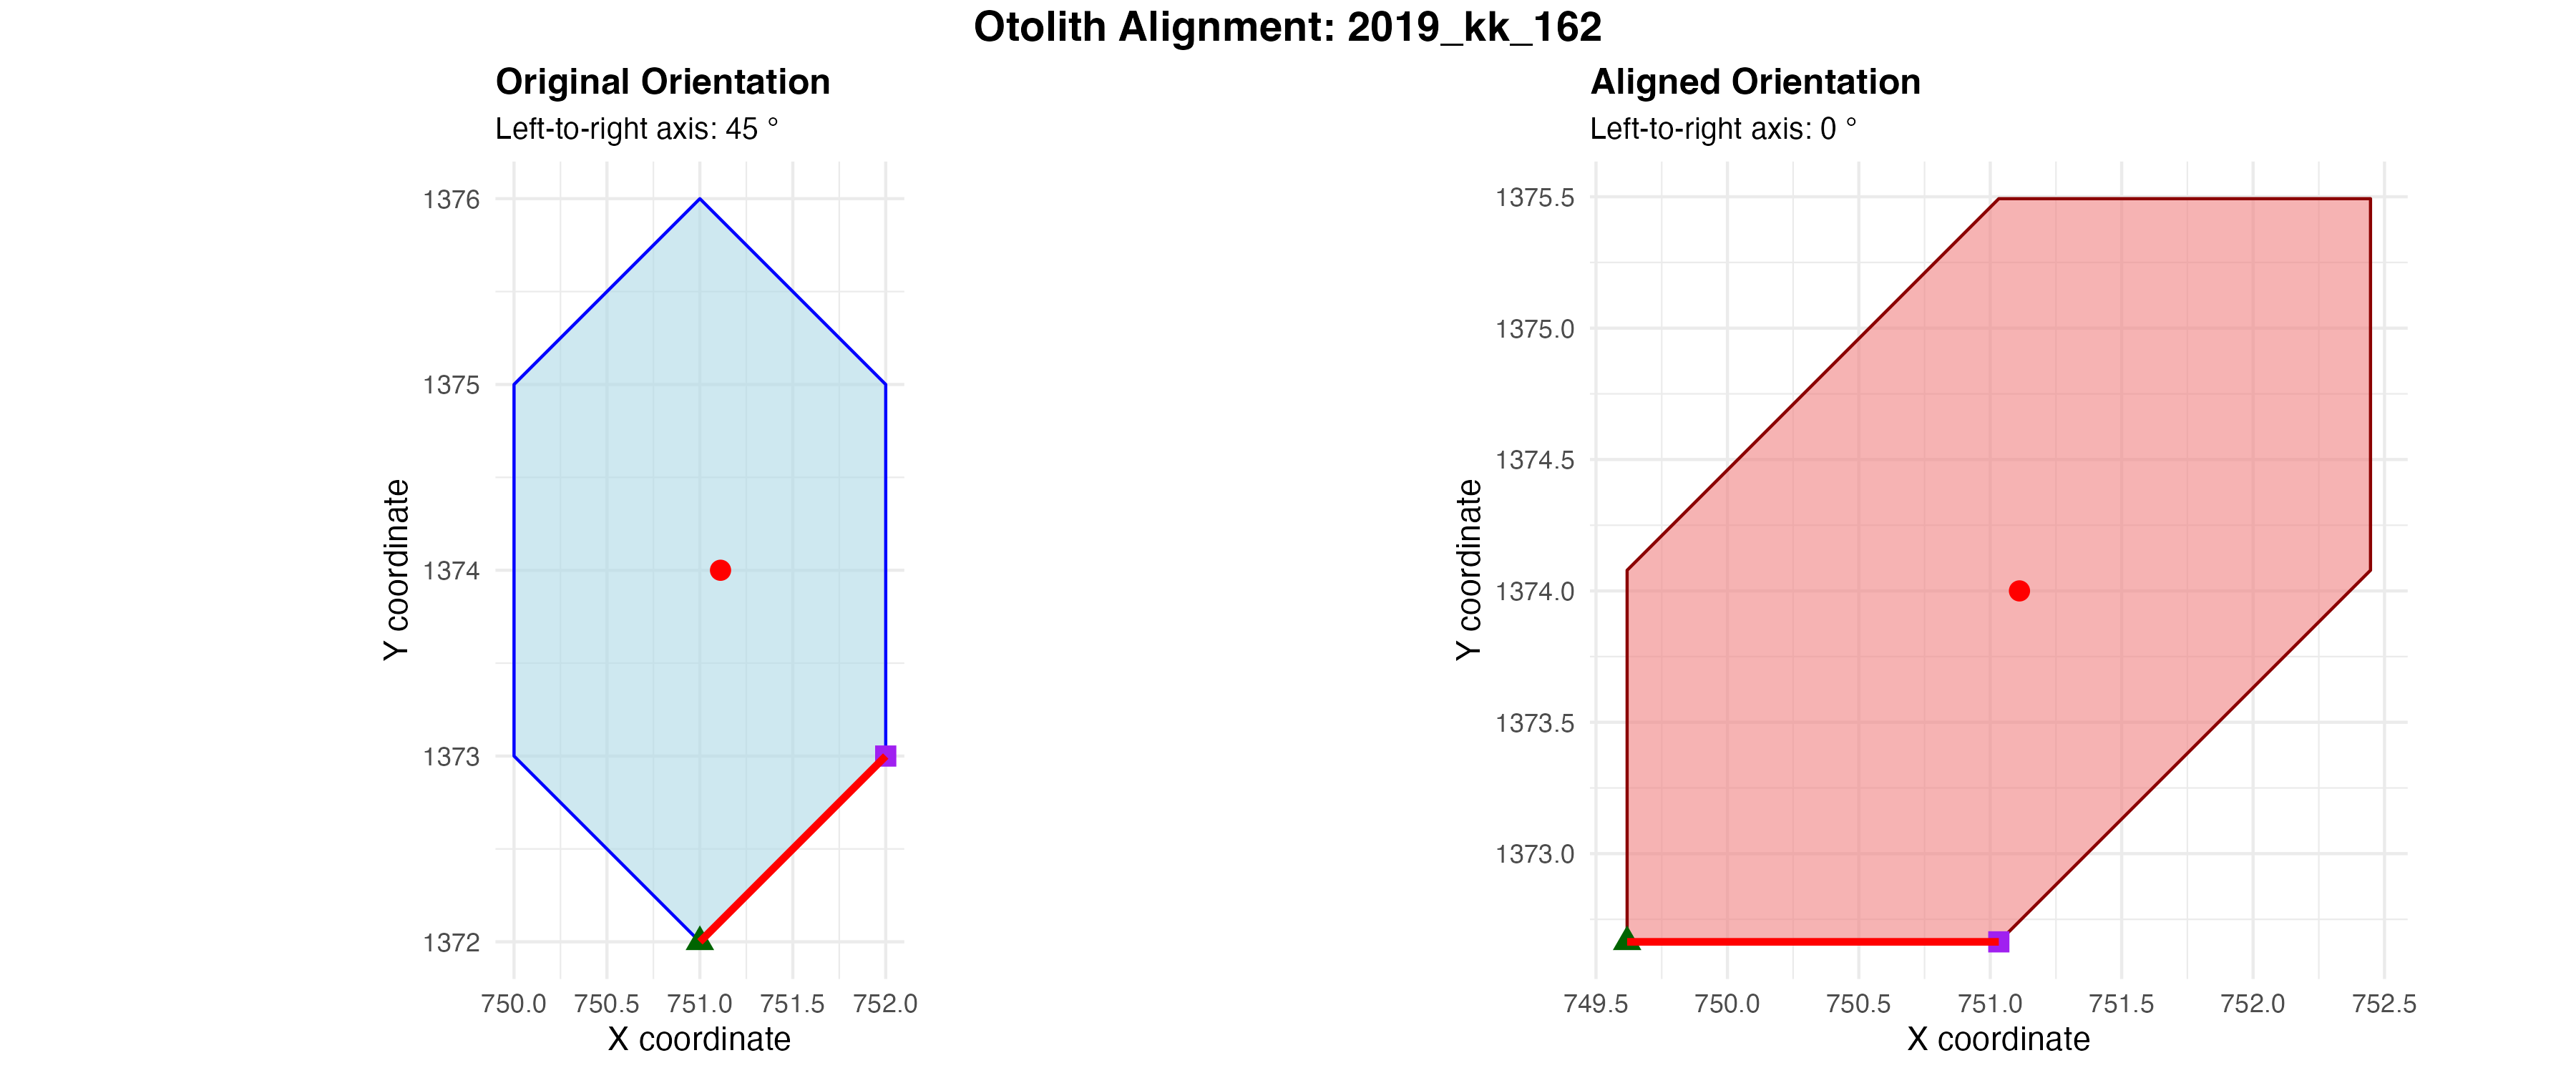 Otolith Alignment: 2019_kk_162
Original Orientation
Left-to-right axis: 45 °
1376
1375
1374
1373
1372
Y coordinate
750.0 750.5 751.0 751.5 752.0
X coordinate
Aligned Orientation
Left-to-right axis: 0 °
1375.5
1375.0
1374.5
1374.0
1373.5
1373.0
Y coordinate
749.5 750.0 750.5 751.0 751.5 752.0 752.5
X coordinate